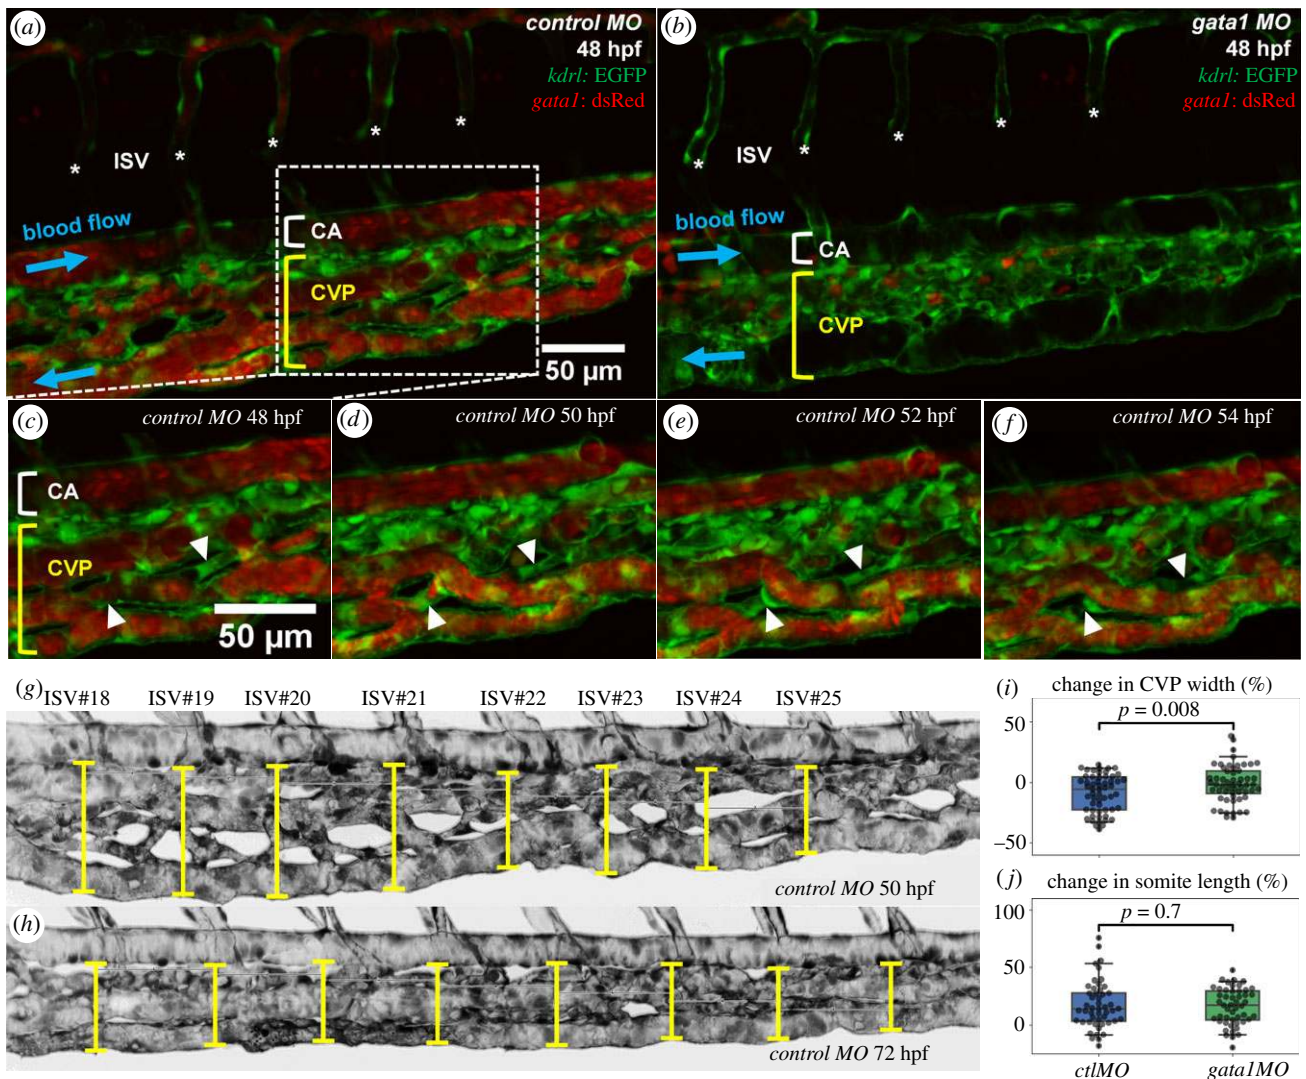 (a)
control MO
48 hpf
kdrl: EGFP
gata1: dsRed
* * * * *
ISV
blood flow
CA
CVP
50 µm
(b)
gata1 MO
48 hpf
kdrl: EGFP
gata1: dsRed
* * * * *
ISV
blood flow
CA
CVP
(c)
control MO 48 hpf
CA
CVP
50 µm
(d)
control MO 50 hpf
(e)
control MO 52 hpf
(f)
control MO 54 hpf
(g)
ISV#18 ISV#19 ISV#20 ISV#21 ISV#22 ISV#23 ISV#24 ISV#25
control MO 50 hpf
(h)
control MO 72 hpf
(i)
change in CVP width (%)
p = 0.008
50
0
−50
(j)
change in somite length (%)
p = 0.7
100
50
0
ctlMO gata1MO